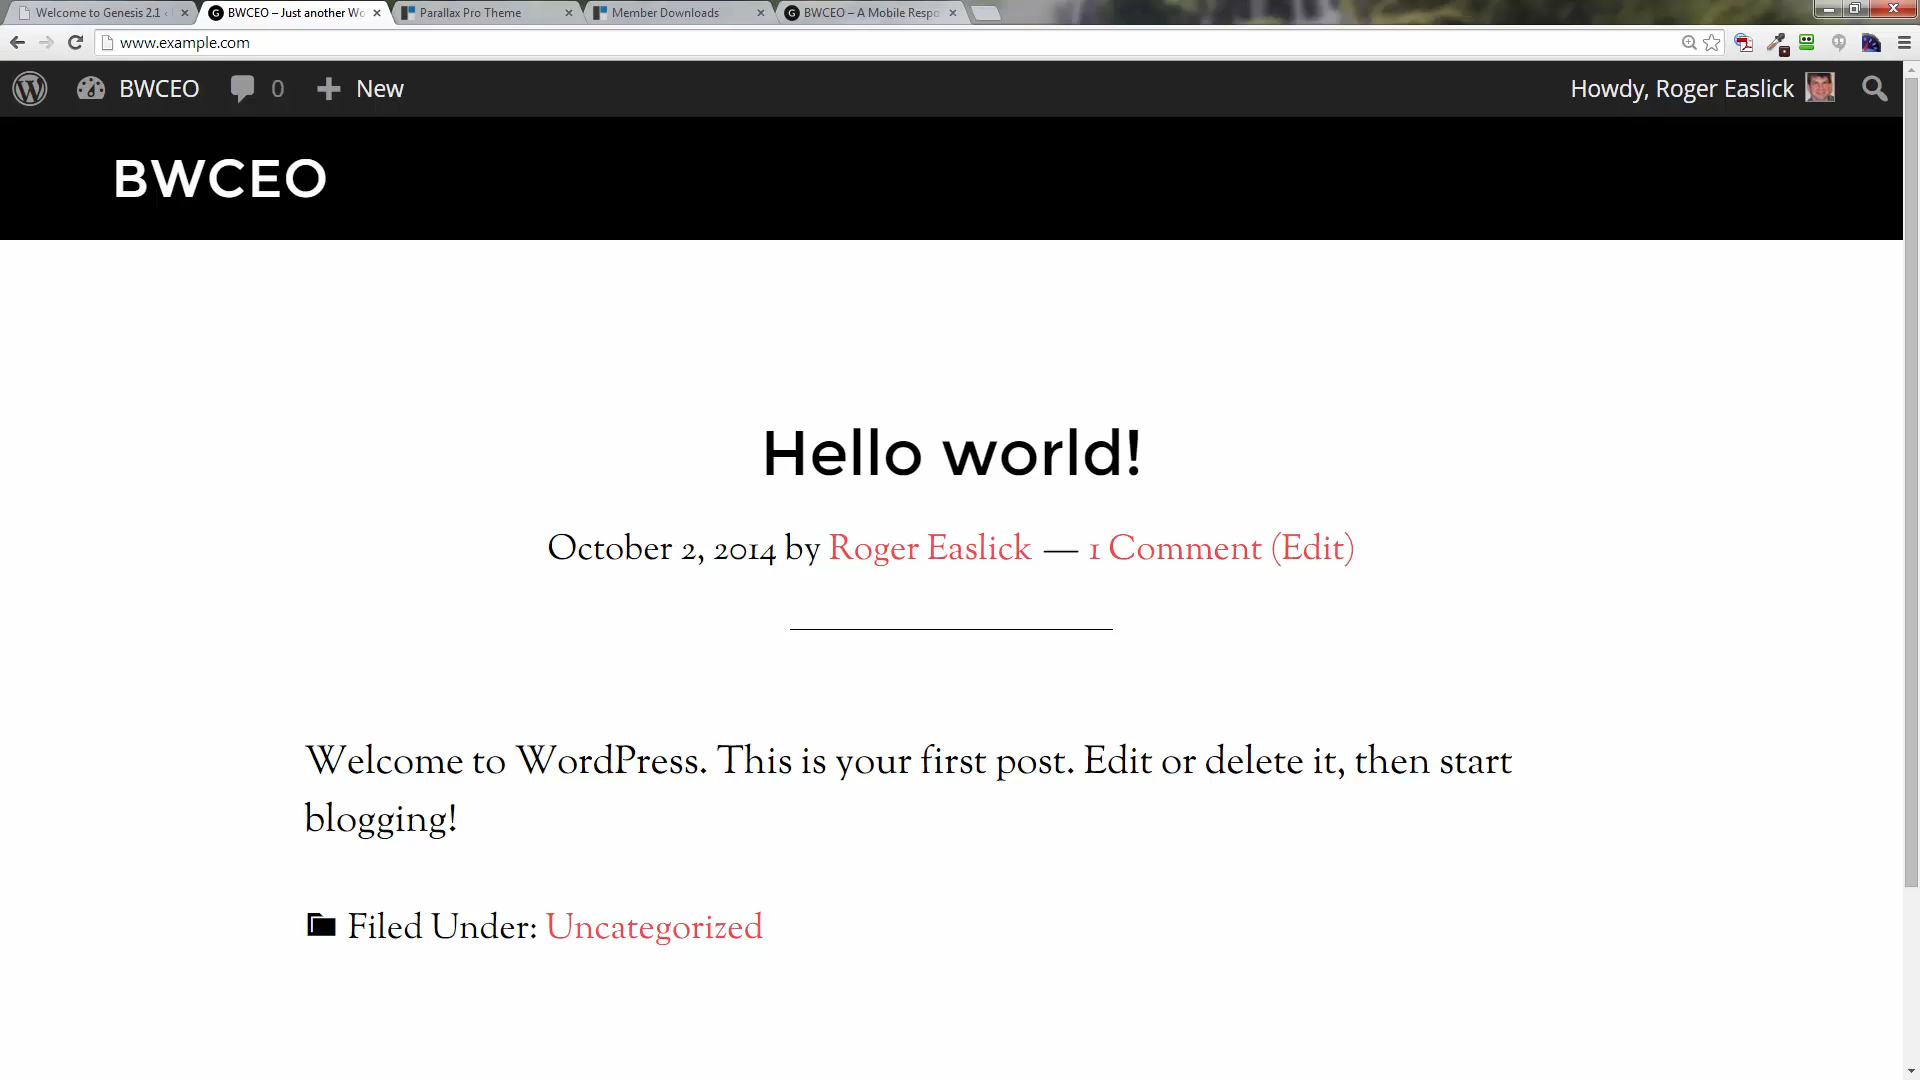 Welcome to Genesis 2.1 ‹
BWCEO – Just another Wo
Parallax Pro Theme
Member Downloads
BWCEO – A Mobile Respo
www.example.com
BWCEO
0
New
Howdy, Roger Easlick
BWCEO
Hello world!
October 2, 2014 by Roger Easlick — 1 Comment (Edit)
Welcome to WordPress. This is your first post. Edit or delete it, then start
blogging!
Filed Under: Uncategorized